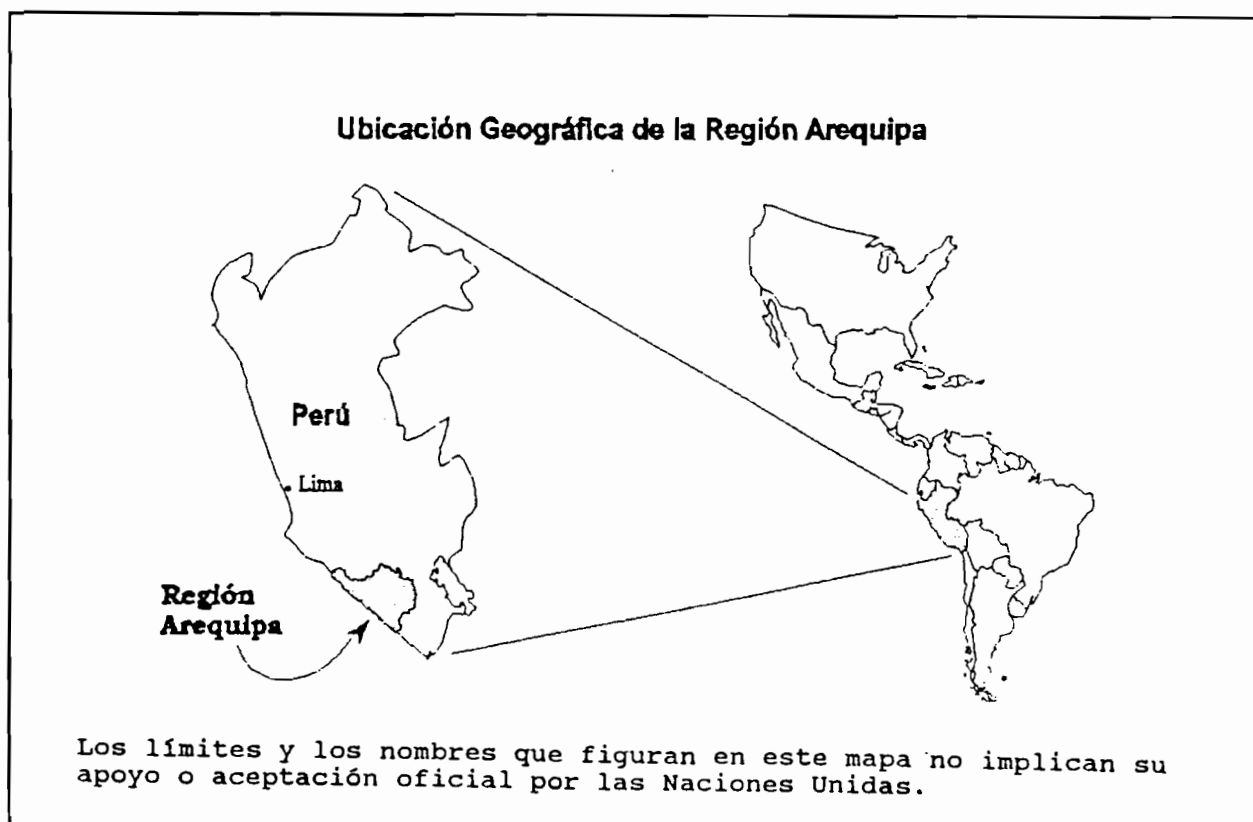 Ubicación Geográfica de la Región Arequipa
Perú
Lima
Región
Arequipa
Los límites y los nombres que figuran en este mapa no implican su
apoyo o aceptación oficial por las Naciones Unidas.